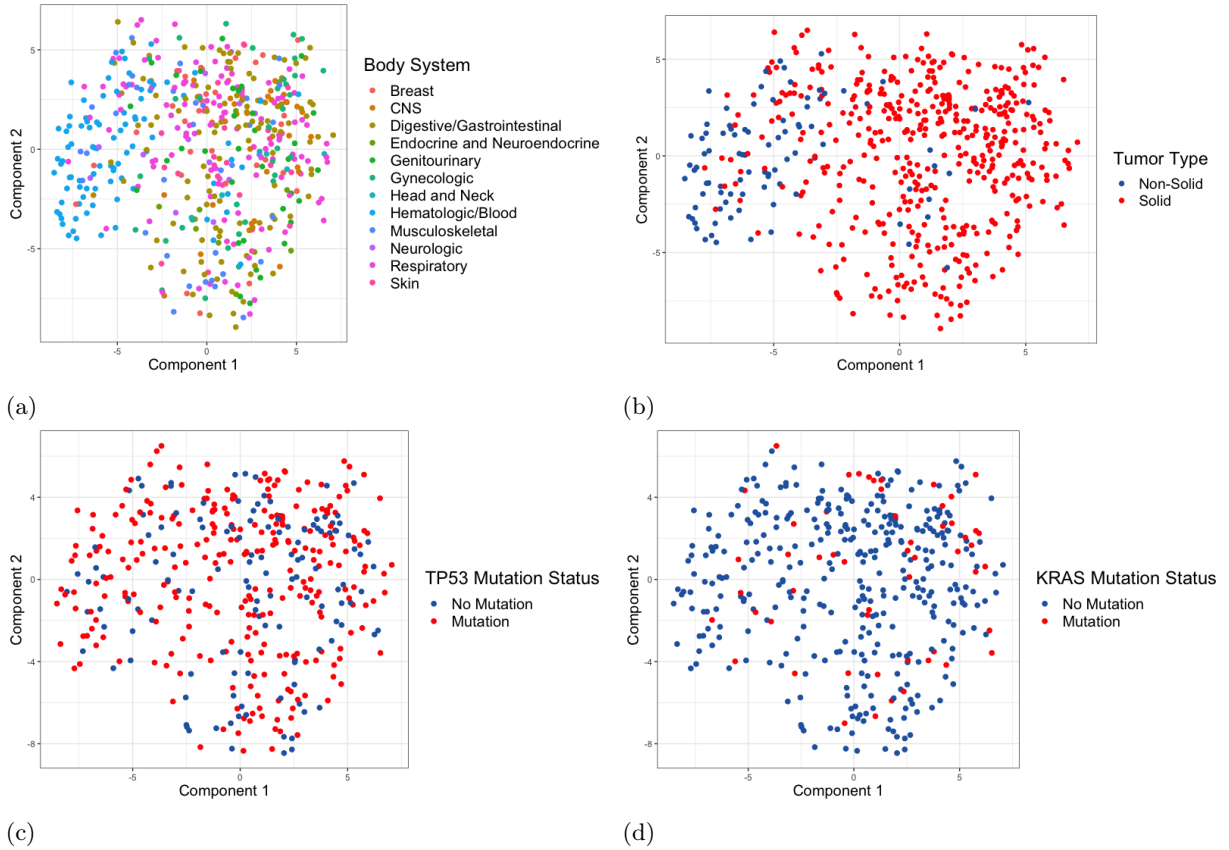 5
0
-5
-5
0
5
Component 1
Component 2
Body System
Breast
CNS
Digestive/Gastrointestinal
Endocrine and Neuroendocrine
Genitourinary
Gynecologic
Head and Neck
Hematologic/Blood
Musculoskeletal
Neurologic
Respiratory
Skin
(a)
5
0
-5
-5
0
5
Component 1
Component 2
Tumor Type
Non-Solid
Solid
(b)
4
0
-4
-8
-5
0
5
Component 1
Component 2
TP53 Mutation Status
No Mutation
Mutation
(c)
4
0
-4
-8
-5
0
5
Component 1
Component 2
KRAS Mutation Status
No Mutation
Mutation
(d)